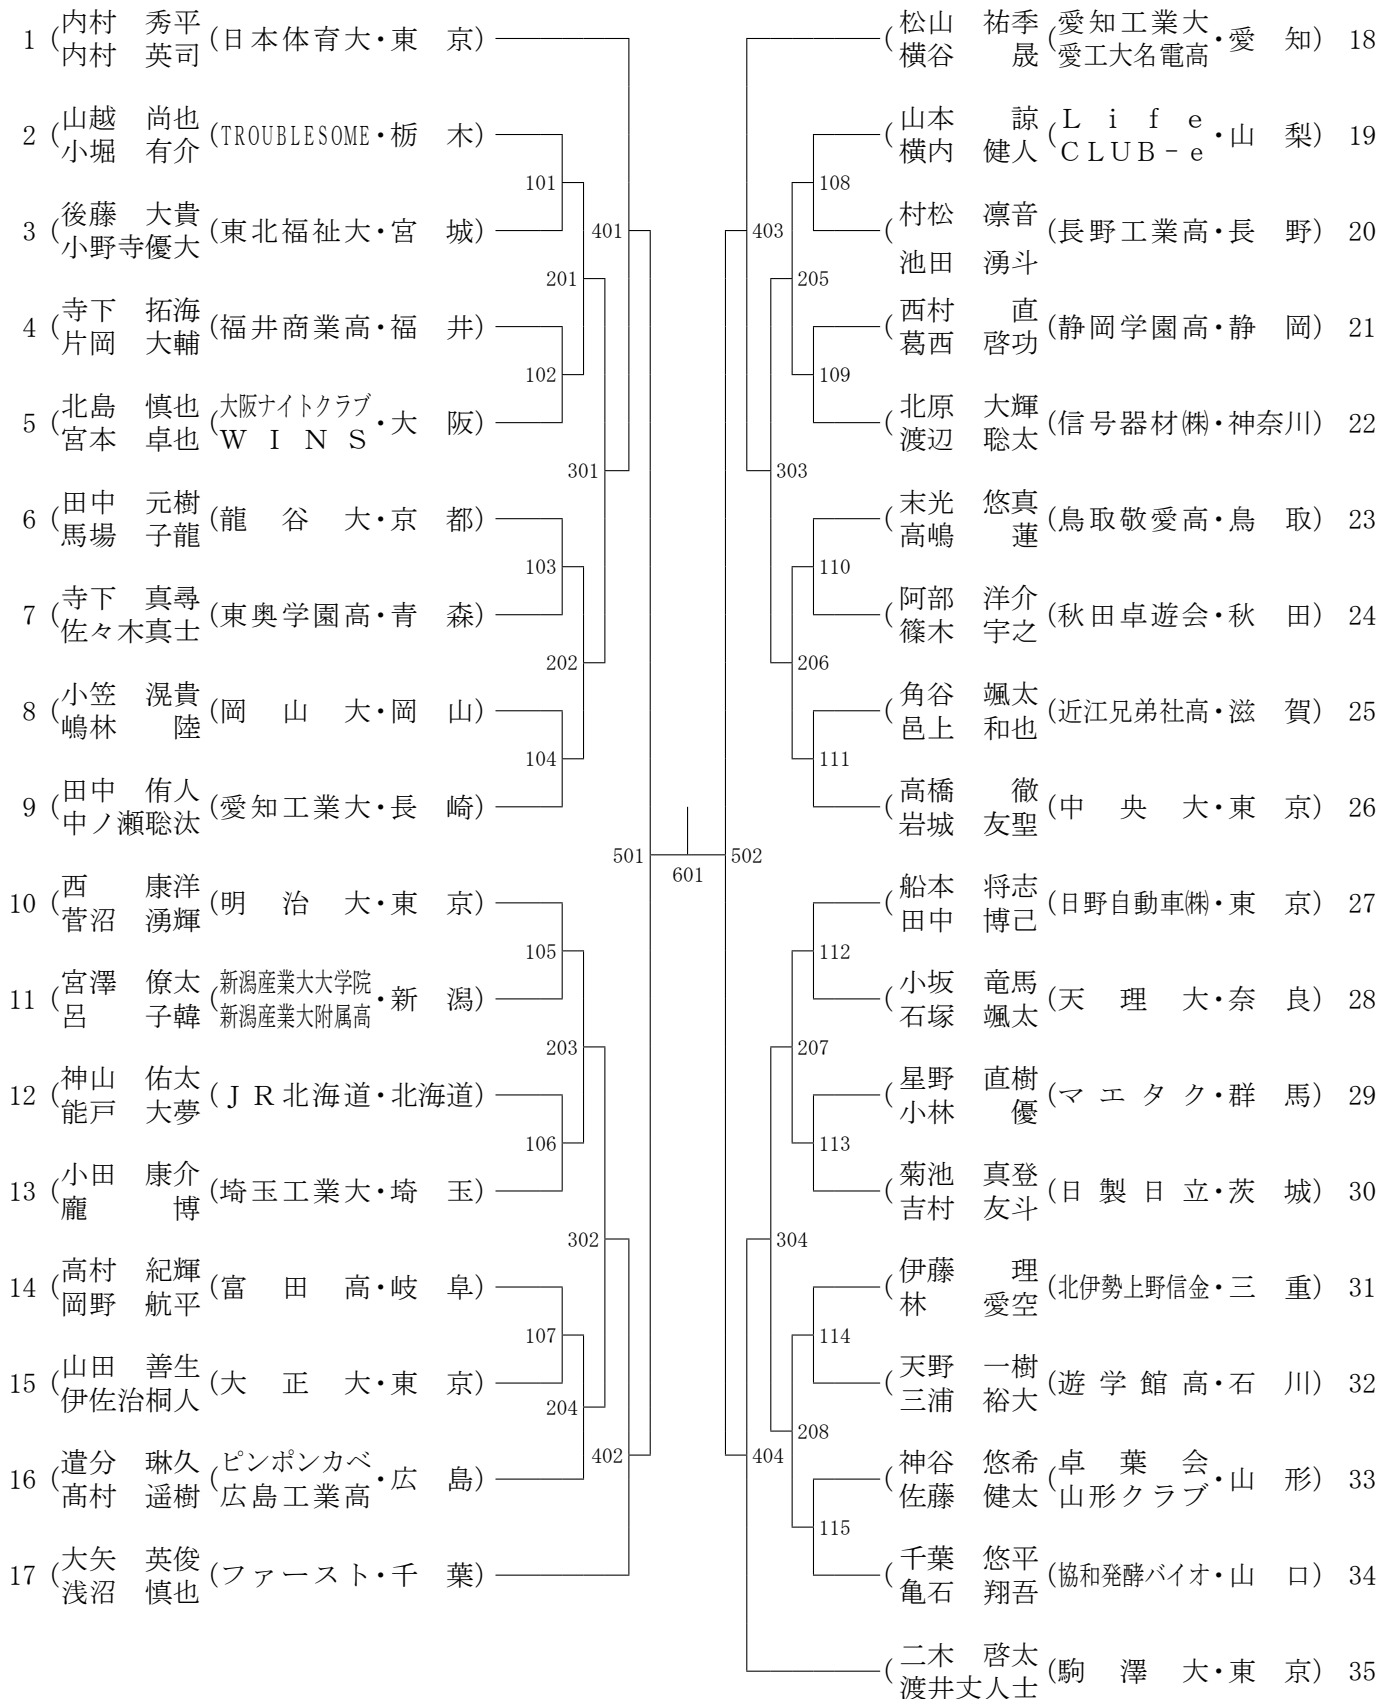 1 (内村 秀平 (日本体育大・東 京)
内村 英司
2 (山越 尚也 (TROUBLESOME・栃 木)
小堀 有介
101
3 (後藤 大貴 (東北福祉大・宮 城)
小野寺優大
401
201
4 (寺下 拓海 (福井商業高・福 井)
片岡 大輔
102
5 (北島 慎也 (大阪ナイトクラブ・大 阪)
宮本 卓也 WINS
301
6 (田中 元樹 (龍 谷 大・京 都)
馬場 子龍
103
7 (寺下 真尋 (東奥学園高・青 森)
佐々木真士
202
8 (小笠 滉貴 (岡 山 大・岡 山)
嶋林 陸
104
9 (田中 侑人 (愛知工業大・長 崎)
中ノ瀬聡汰
501
601
10 (西 康洋 (明 治 大・東 京)
菅沼 湧輝
105
11 (宮澤 僚太 (新潟産業大大学院・新 潟)
呂 子韓 新潟産業大附属高
203
12 (神山 佑太 (JR北海道・北海道)
能戸 大夢
106
13 (小田 康介 (埼玉工業大・埼 玉)
龐 博
302
14 (高村 紀輝 (富 田 高・岐 阜)
岡野 航平
107
15 (山田 善生 (大 正 大・東 京)
伊佐治桐人
204
402
16 (遣分 琳久 (ピンポンカベ・広 島)
髙村 遥樹 広島工業高
17 (大矢 英俊 (ファースト・千 葉)
浅沼 慎也
(松山 祐季 (愛知工業大・愛 知) 18
横谷 晟 愛工大名電高
(山本 諒 (Life・山 梨) 19
横内 健人 CLUB-e
108
403
(村松 凛音 (長野工業高・長 野) 20
池田 湧斗
205
(西村 直 (静岡学園高・静 岡) 21
葛西 啓功
109
(北原 大輝 (信号器材㈱・神奈川) 22
渡辺 聡太
303
(末光 悠真 (鳥取敬愛高・鳥 取) 23
高嶋 蓮
110
(阿部 洋介 (秋田卓遊会・秋 田) 24
篠木 宇之
206
(角谷 颯太 (近江兄弟社高・滋 賀) 25
邑上 和也
111
(高橋 徹 (中 央 大・東 京) 26
岩城 友聖
502
(船本 将志 (日野自動車㈱・東 京) 27
田中 博己
112
(小坂 竜馬 (天 理 大・奈 良) 28
石塚 颯太
207
(星野 直樹 (マエタク・群 馬) 29
小林 優
113
(菊池 真登 (日製日立・茨 城) 30
吉村 友斗
304
(伊藤 理 (北伊勢上野信金・三 重) 31
林 愛空
114
(天野 一樹 (遊学館高・石 川) 32
三浦 裕大
208
404
(神谷 悠希 (卓 葉 会・山 形) 33
佐藤 健太 山形クラブ
115
(千葉 悠平 (協和発酵バイオ・山 口) 34
亀石 翔吾
(二木 啓太 (駒 澤 大・東 京) 35
渡井丈人士